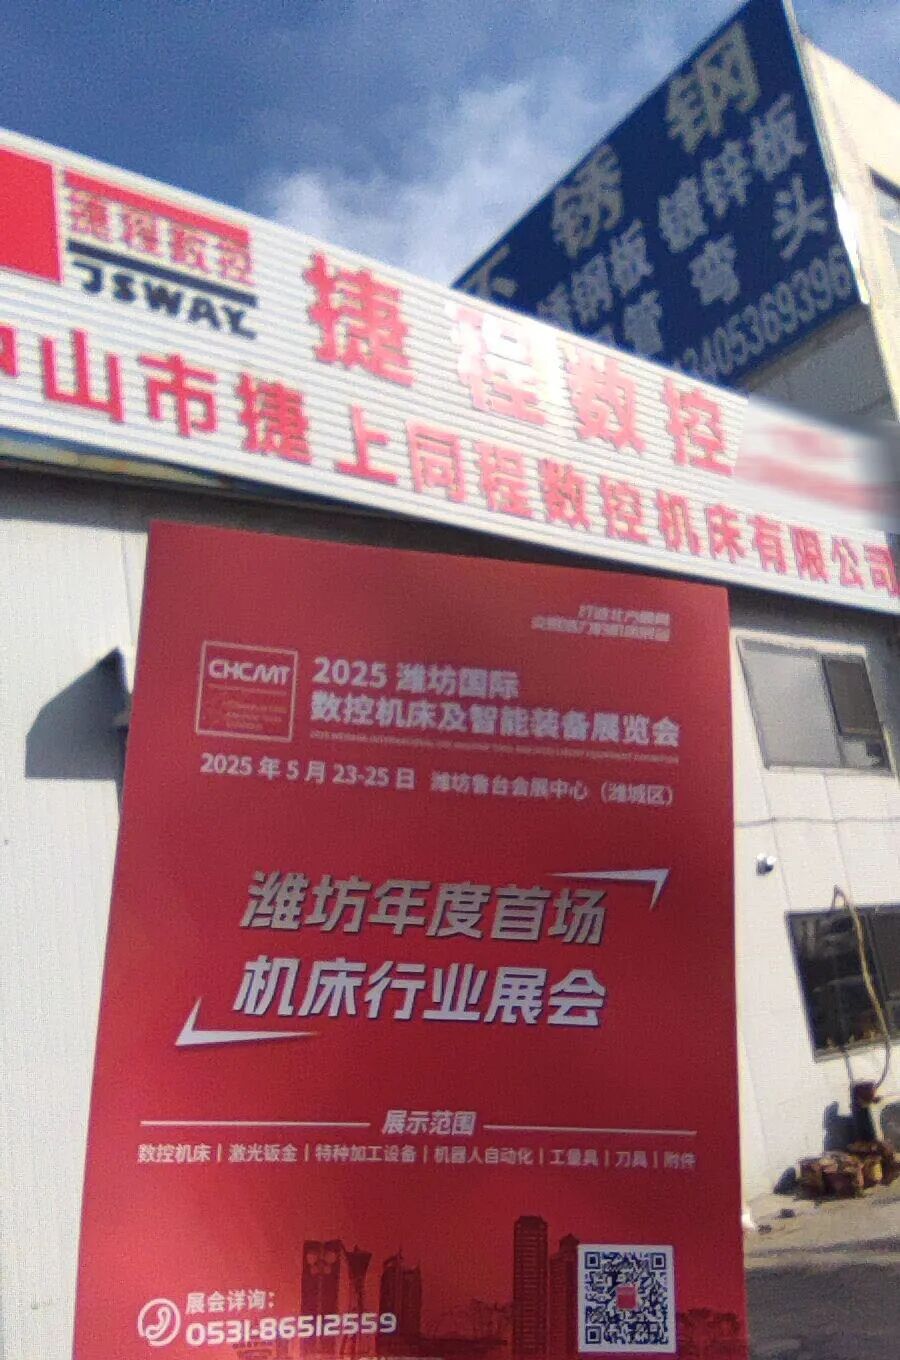 不锈钢
锈钢板 镀锌板
管 弯头
13405369396
捷程数控
JSWAY
捷程数控
中山市捷上同程数控机床有限公司
CHCMT
2025 潍坊国际
数控机床及智能装备展览会
2025 年 5 月 23-25 日 潍坊鲁台会展中心（潍城区）
潍坊年度首场
机床行业展会
展示范围
数控机床 | 激光钣金 | 特种加工设备 | 机器人自动化 | 工量具 | 刀具 | 附件
展会详询：
0531-86512559